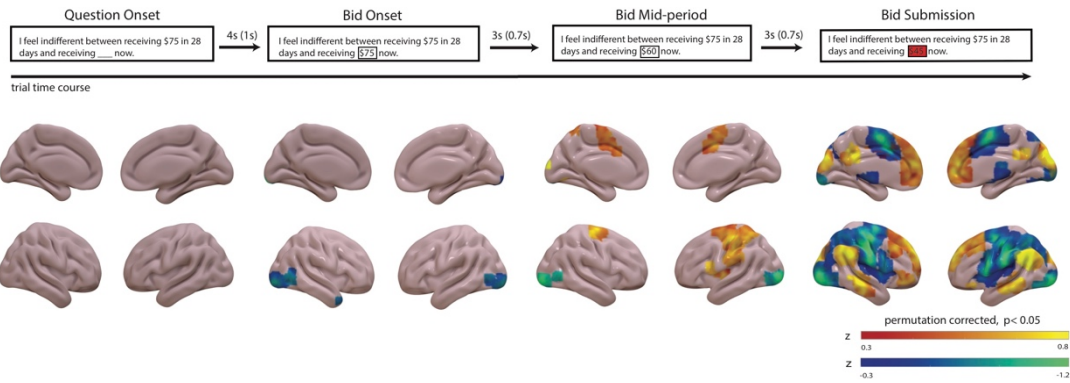 Question Onset
Bid Onset
Bid Mid-period
Bid Submission
I feel indifferent between receiving $75 in 28
days and receiving ___ now.
4s (1s)
I feel indifferent between receiving $75 in 28
days and receiving $75 now.
3s (0.7s)
I feel indifferent between receiving $75 in 28
days and receiving $60 now.
3s (0.7s)
I feel indifferent between receiving $75 in 28
days and receiving $45 now.
trial time course
permutation corrected, p< 0.05
z
0.3
0.8
z
-0.3
-1.2